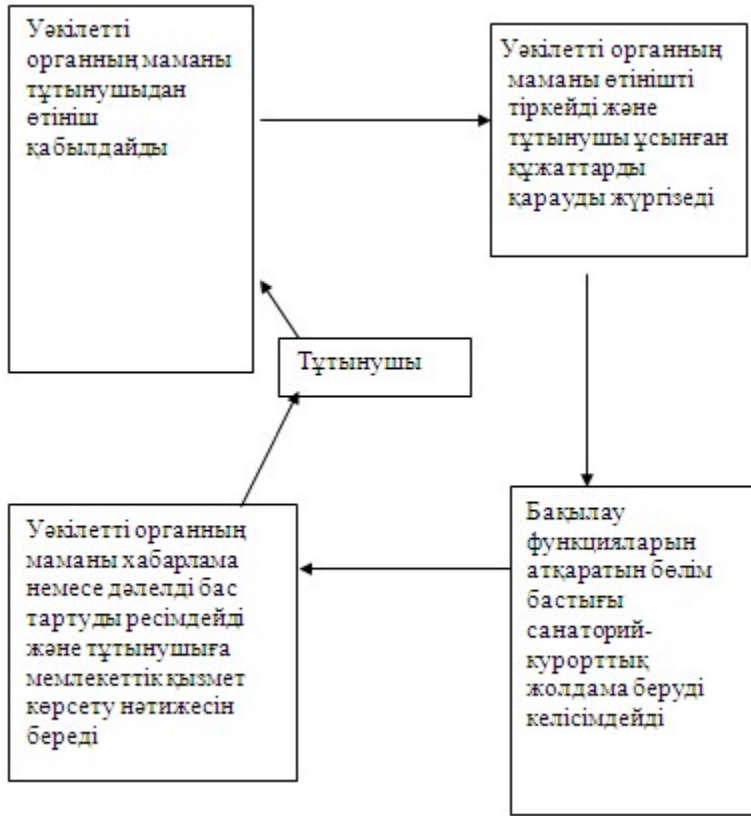 Уәкілетті
органның маманы
тұтынушыдан
өтініш
қабылдайды
Уәкілетті органның
маманы өтінішті
тіркейді және
тұтынушы ұсынған
құжаттарды
қарауды жүргізеді
Тұтынушы
Уәкілетті органның
маманы хабарлама
немесе дәлелді бас
тартуды ресімдейді
және тұтынушыға
мемлекеттік қызмет
көрсету нәтижесін
береді
Бақылау
функцияларын
атқаратын бөлім
бастығы
санаторий-
курорттық
жолдама беруді
келісімдейді